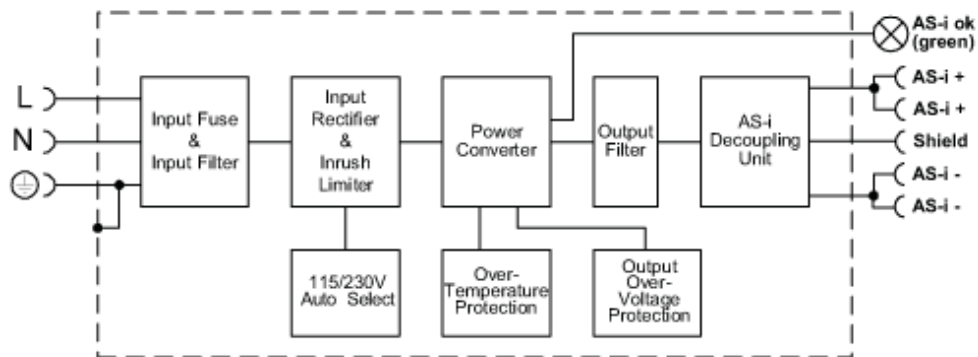 AS-i ok
(green)
L
N
Input Fuse
&
Input Filter
Input
Rectifier
&
Inrush
Limiter
Power
Converter
Output
Filter
AS-i
Decoupling
Unit
AS-i +
AS-i +
Shield
AS-i -
AS-i -
115/230V
Auto Select
Over-
Temperature
Protection
Output
Over-
Voltage
Protection